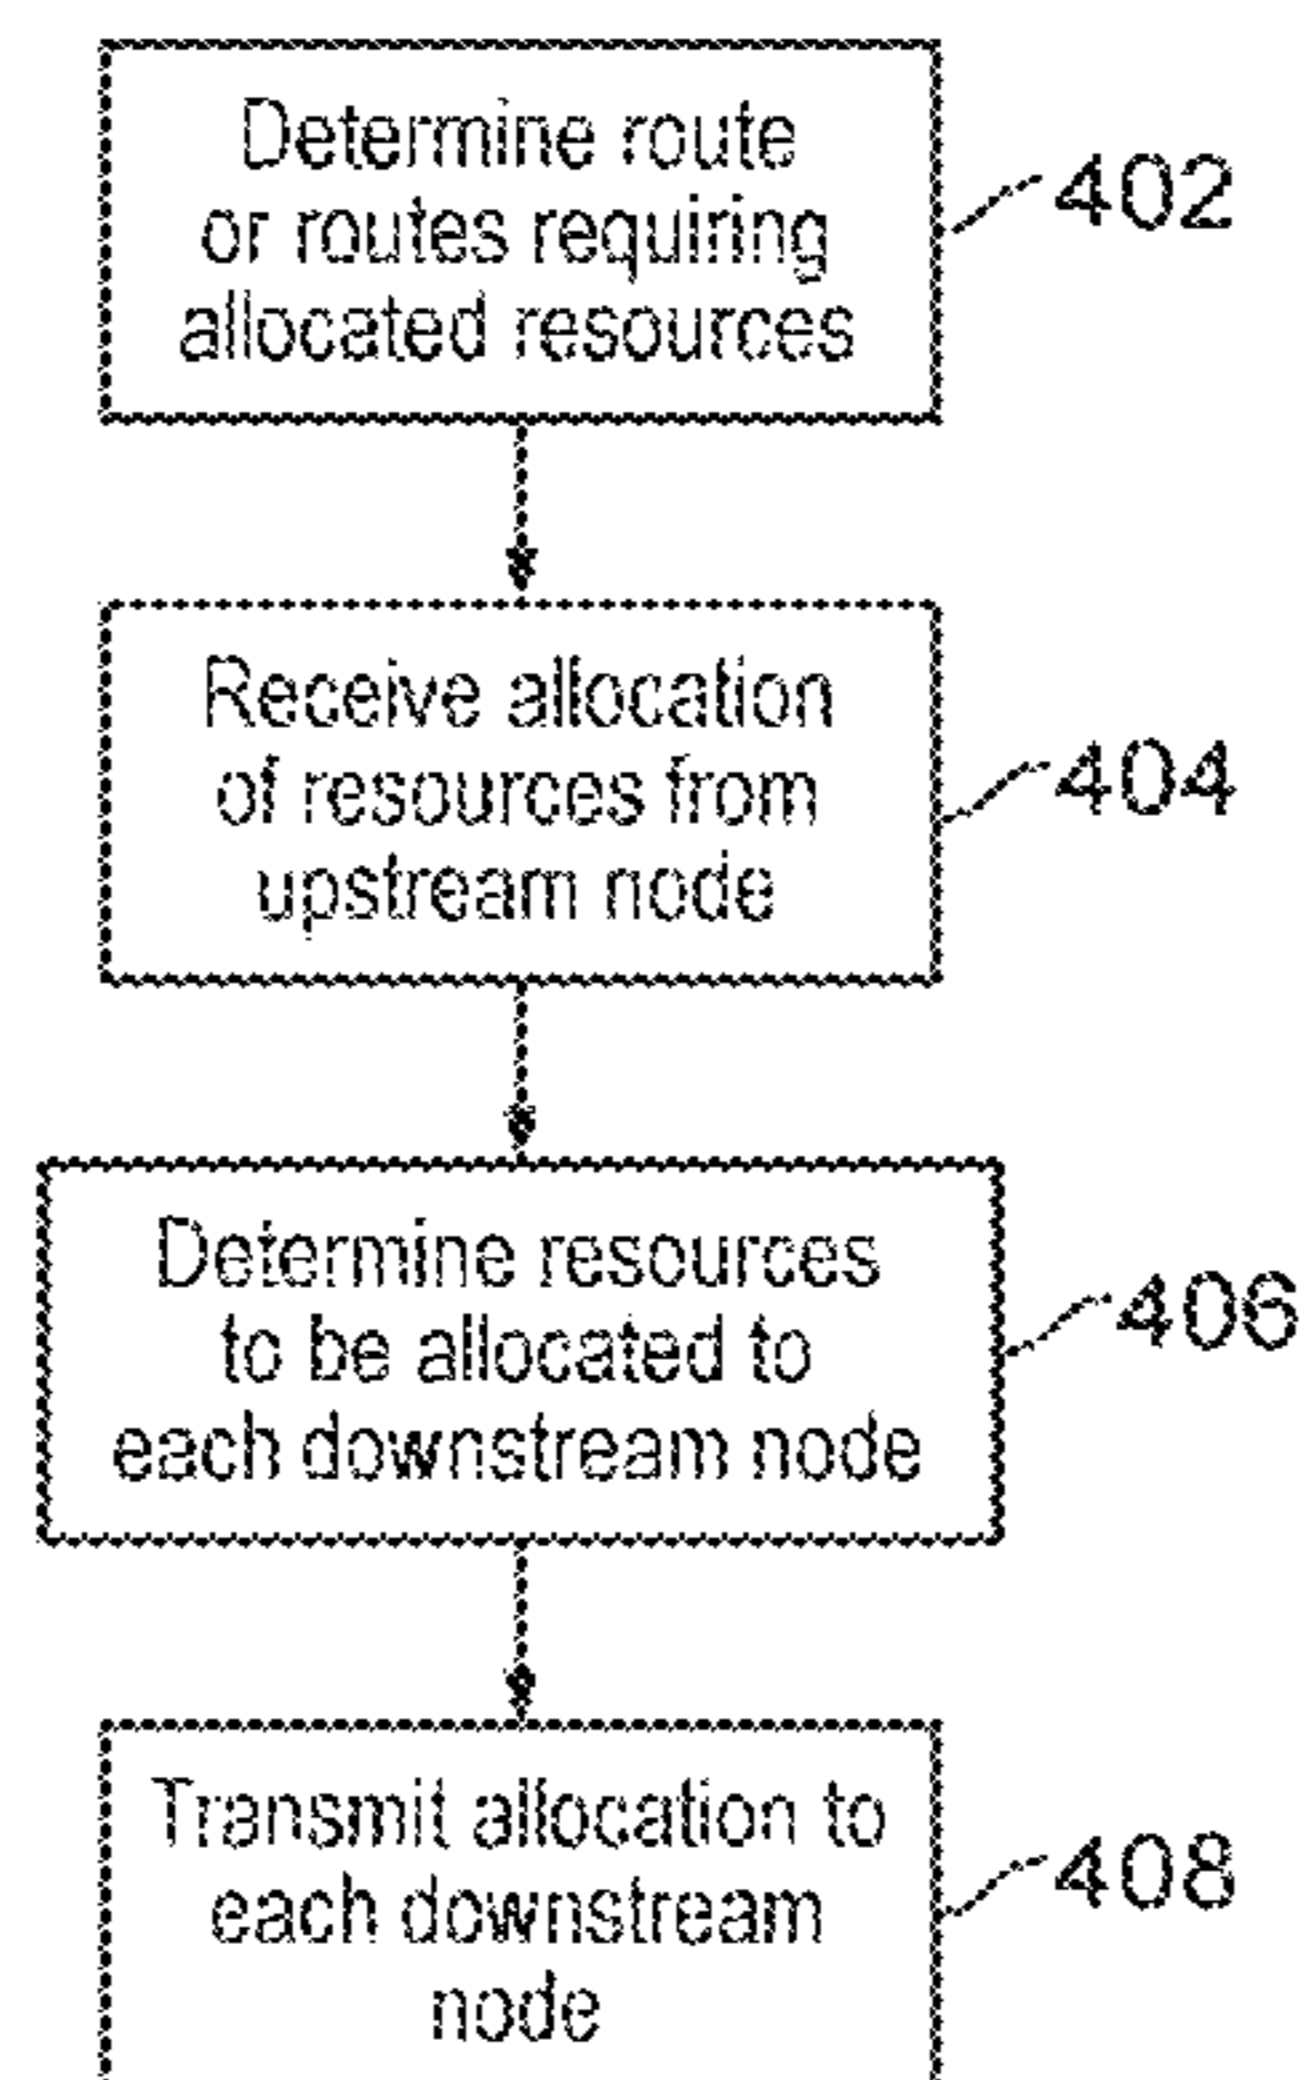 Determine route
or routes requiring
allocated resources
402
Receive allocation
of resources from
upstream node
404
Determine resources
to be allocated to
each downstream node
406
Transmit allocation to
each downstream
node
408